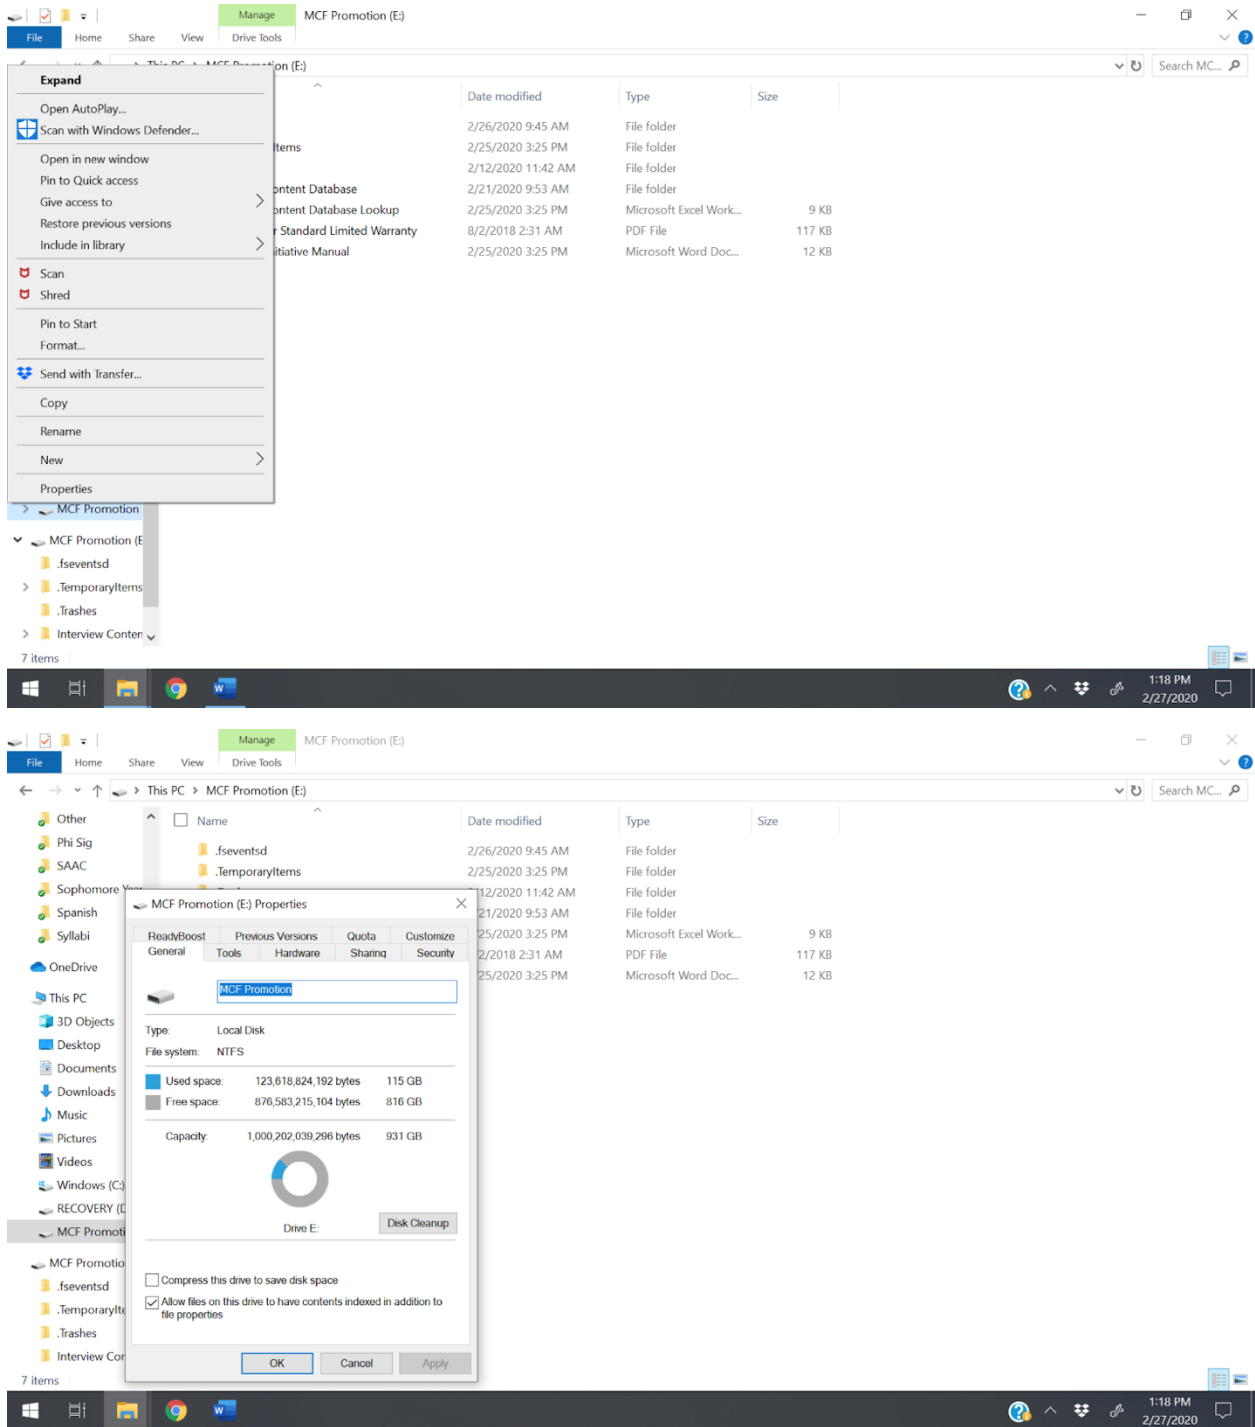 Manage MCF Promotion (E:)
File Home Share View Drive Tools
This PC > MCF Promotion (E:) Search MC...
Expand
Date modified Type Size
Open AutoPlay...
2/26/2020 9:45 AM File folder
Scan with Windows Defender...
Items 2/25/2020 3:25 PM File folder
Open in new window
2/12/2020 11:42 AM File folder
Pin to Quick access
ontent Database 2/21/2020 9:53 AM File folder
Give access to
ontent Database Lookup 2/25/2020 3:25 PM Microsoft Excel Work... 9 KB
Restore previous versions
r Standard Limited Warranty 8/2/2018 2:31 AM PDF File 117 KB
Include in library
itiative Manual 2/25/2020 3:25 PM Microsoft Word Doc... 12 KB
Scan
Shred
Pin to Start
Format...
Send with Transfer...
Copy
Rename
New
Properties
MCF Promotion
MCF Promotion (E
.fseventsd
.TemporaryItems
.Trashes
Interview Conten
7 items
1:18 PM
2/27/2020
Manage MCF Promotion (E:)
File Home Share View Drive Tools
This PC > MCF Promotion (E:) Search MC...
Other Name Date modified Type Size
Phi Sig .fseventsd 2/26/2020 9:45 AM File folder
SAAC .TemporaryItems 2/25/2020 3:25 PM File folder
Sophomore 12/2020 11:42 AM File folder
Spanish 21/2020 9:53 AM File folder
Syllabi 25/2020 3:25 PM Microsoft Excel Work... 9 KB
2/2018 2:31 AM PDF File 117 KB
25/2020 3:25 PM Microsoft Word Doc... 12 KB
OneDrive
This PC
3D Objects
Desktop
Documents
Downloads
Music
Pictures
Videos
Windows (C:)
RECOVERY (D
MCF Promoti
MCF Promotio
.fseventsd
.TemporaryIte
.Trashes
Interview Cor
7 items
MCF Promotion (E:) Properties
ReadyBoost Previous Versions Quota Customize
General Tools Hardware Sharing Security
MCF Promotion
Type: Local Disk
File system: NTFS
Used space: 123,618,824,192 bytes 115 GB
Free space: 876,583,215,104 bytes 816 GB
Capacity: 1,000,202,039,296 bytes 931 GB
Drive E: Disk Cleanup
Compress this drive to save disk space
Allow files on this drive to have contents indexed in addition to
file properties
OK Cancel Apply
1:18 PM
2/27/2020